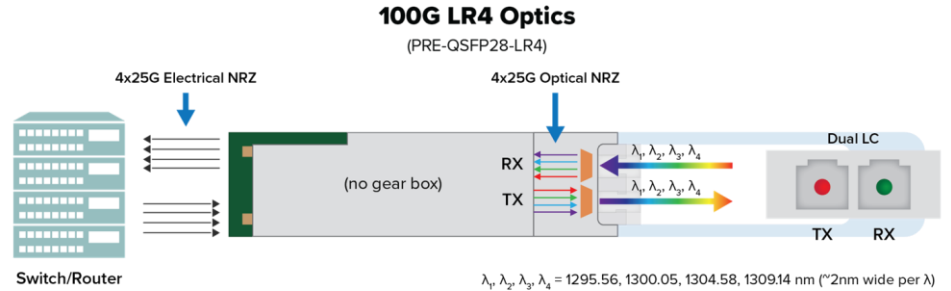 100G LR4 Optics
(PRE-QSFP28-LR4)
4x25G Electrical NRZ
4x25G Optical NRZ
Dual LC
RX
λ₁, λ₂, λ₃, λ₄
(no gear box)
TX
λ₁, λ₂, λ₃, λ₄
TX
RX
Switch/Router
λ₁, λ₂, λ₃, λ₄ = 1295.56, 1300.05, 1304.58, 1309.14 nm (~2nm wide per λ)